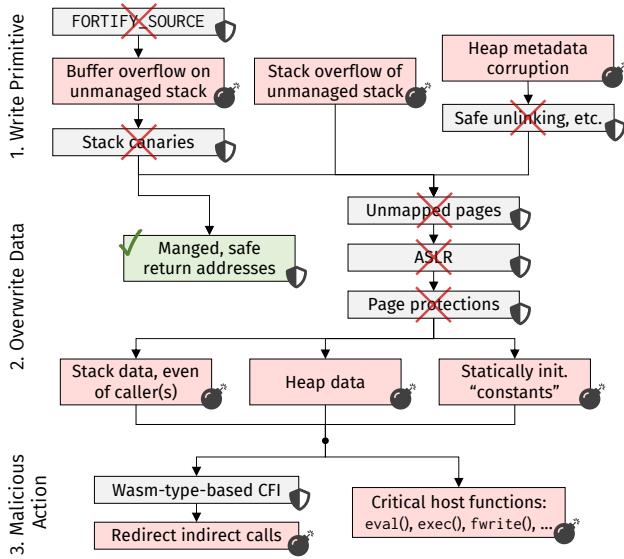 1. Write Primitive
FORTIFY_SOURCE
Buffer overflow on
unmanaged stack
Stack canaries
Stack overflow of
unmanaged stack
Heap metadata
corruption
Safe unlinking, etc.
2. Overwrite Data
Unmapped pages
Manged, safe
return addresses
ASLR
Page protections
Stack data, even
of caller(s)
Heap data
Statically init.
“constants”
3. Malicious
Action
Wasm-type-based CFI
Redirect indirect calls
Critical host functions:
eval(), exec(), fwrite(), ...